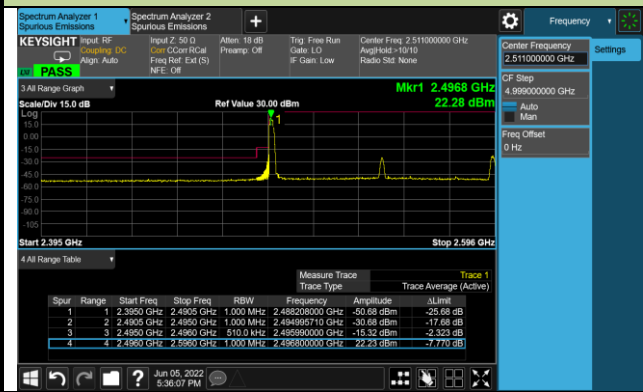 Spectrum Analyzer 1
Spurious Emissions
Spectrum Analyzer 2
Spurious Emissions
+
Frequency
KEYSIGHT
Input: RF
Coupling: DC
Align: Auto
Input Z: 50 Ω
Corr CCorr RCal
Freq Ref: Ext (S)
NFE: Off
Atten: 18 dB
Preamp: Off
Trig: Free Run
Gate: LO
IF Gain: Low
Center Freq: 2.511000000 GHz
Avg|Hold:>10/10
Radio Std: None
PASS
Center Frequency
2.511000000 GHz
Settings
CF Step
4.999000000 GHz
Auto
Man
Freq Offset
0 Hz
3 All Range Graph
Mkr1 2.4968 GHz
Scale/Div 15.0 dB
Ref Value 30.00 dBm
22.28 dBm
Log
15.0
0.00
-15.0
-30.0
-45.0
-60.0
-75.0
-90.0
-105
1
Start 2.395 GHz
Stop 2.596 GHz
4 All Range Table
Measure Trace Trace 1
Trace Type Trace Average (Active)
Spur Range Start Freq Stop Freq RBW Frequency Amplitude ΔLimit
1 1 2.3950 GHz 2.4905 GHz 1.000 MHz 2.488208000 GHz -50.68 dBm -25.68 dB
2 2 2.4905 GHz 2.4950 GHz 1.000 MHz 2.494995710 GHz -30.68 dBm -17.68 dB
3 3 2.4950 GHz 2.4960 GHz 510.0 kHz 2.495990000 GHz -15.32 dBm -2.323 dB
4 4 2.4960 GHz 2.5960 GHz 1.000 MHz 2.496800000 GHz 22.23 dBm -7.770 dB
?
Jun 05, 2022
5:36:07 PM